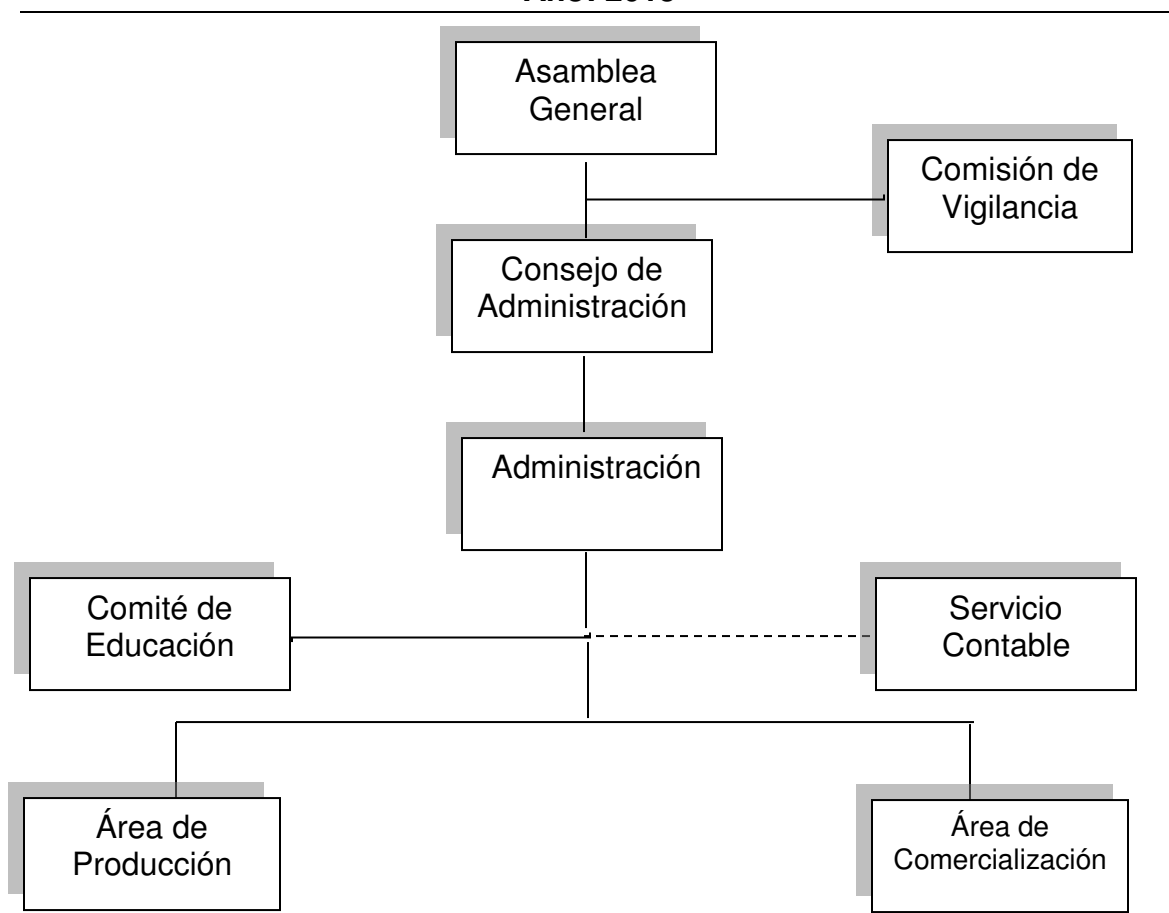 Asamblea
General
Comisión de
Vigilancia
Consejo de
Administración
Administración
Comité de
Educación
Servicio
Contable
Área de
Producción
Área de
Comercialización